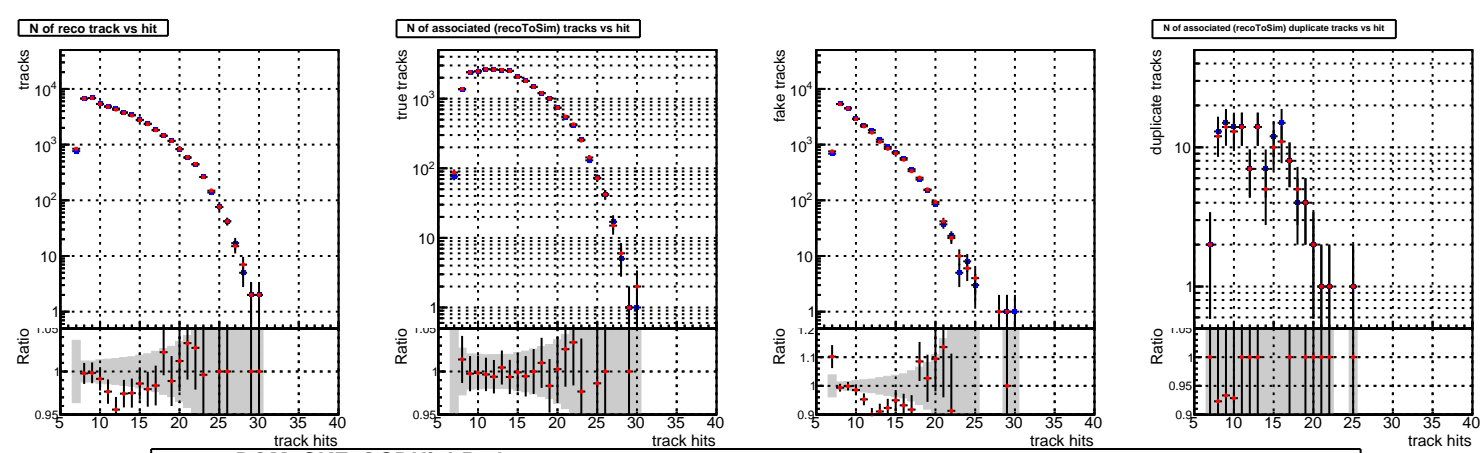 N of reco track vs hit
N of associated (recoToSim) tracks vs hit
N of associated (recoToSim) duplicate tracks vs hit
tracks
10⁴
10³
10²
10
1
Ratio
1.05
1
0.95
5 10 15 20 25 30 35 40
track hits
true tracks
10³
10²
10
1
Ratio
1.05
1
0.95
5 10 15 20 25 30 35 40
track hits
fake tracks
10⁴
10³
10²
10
1
Ratio
1.2
1.1
1
0.9
5 10 15 20 25 30 35 40
track hits
duplicate tracks
10
1
Ratio
1
0.95
0.9
5 10 15 20 25 30 35 40
track hits